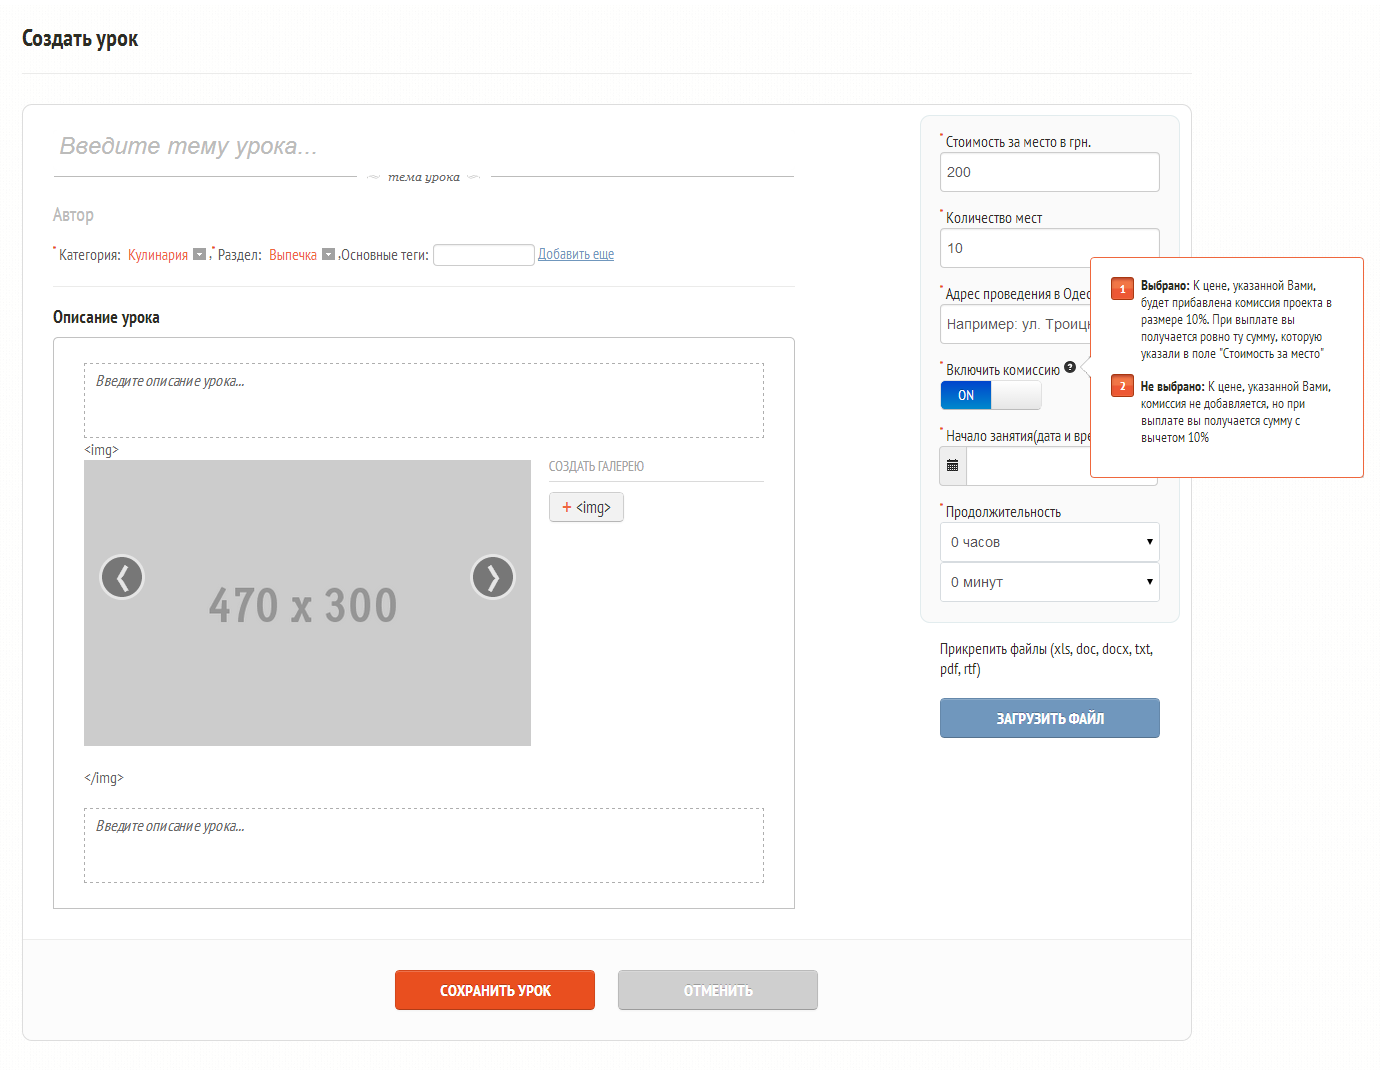 Создать урок
Введите тему урока...
тема урока
Автор
* Категория: Кулинария , * Раздел: Выпечка ,Основные теги: Добавить еще
Описание урока
Введите описание урока...
<img>
470 x 300
СОЗДАТЬ ГАЛЕРЕЮ
+ <img>
</img>
Введите описание урока...
* Стоимость за место в грн.
200
* Количество мест
10
* Адрес проведения в Одес
Например: ул. Троиц
* Включить комиссию ?
ON
1 Выбрано: К цене, указанной Вами,
будет прибавлена комиссия проекта в
размере 10%. При выплате вы
получается ровно ту сумму, которую
указали в поле "Стоимость за место"
2 Не выбрано: К цене, указанной Вами,
комиссия не добавляется, но при
выплате вы получается сумму с
вычетом 10%
* Начало занятия(дата и вре
* Продолжительность
0 часов
0 минут
Прикрепить файлы (xls, doc, docx, txt,
pdf, rtf)
ЗАГРУЗИТЬ ФАЙЛ
СОХРАНИТЬ УРОК
ОТМЕНИТЬ